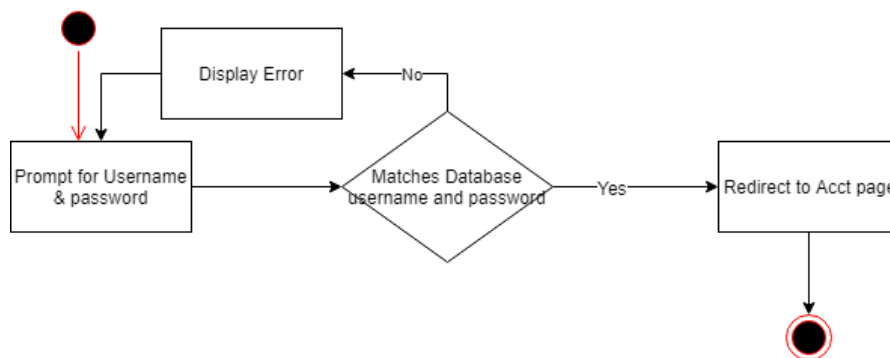 Display Error
No
Prompt for Username
& password
Matches Database
username and password
Yes
Redirect to Acct page